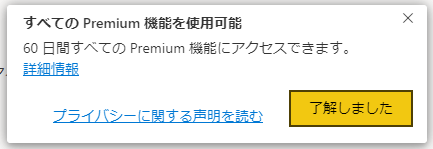 すべての Premium 機能を使用可能
60 日間すべての Premium 機能にアクセスできます。
詳細情報
プライバシーに関する声明を読む
了解しました